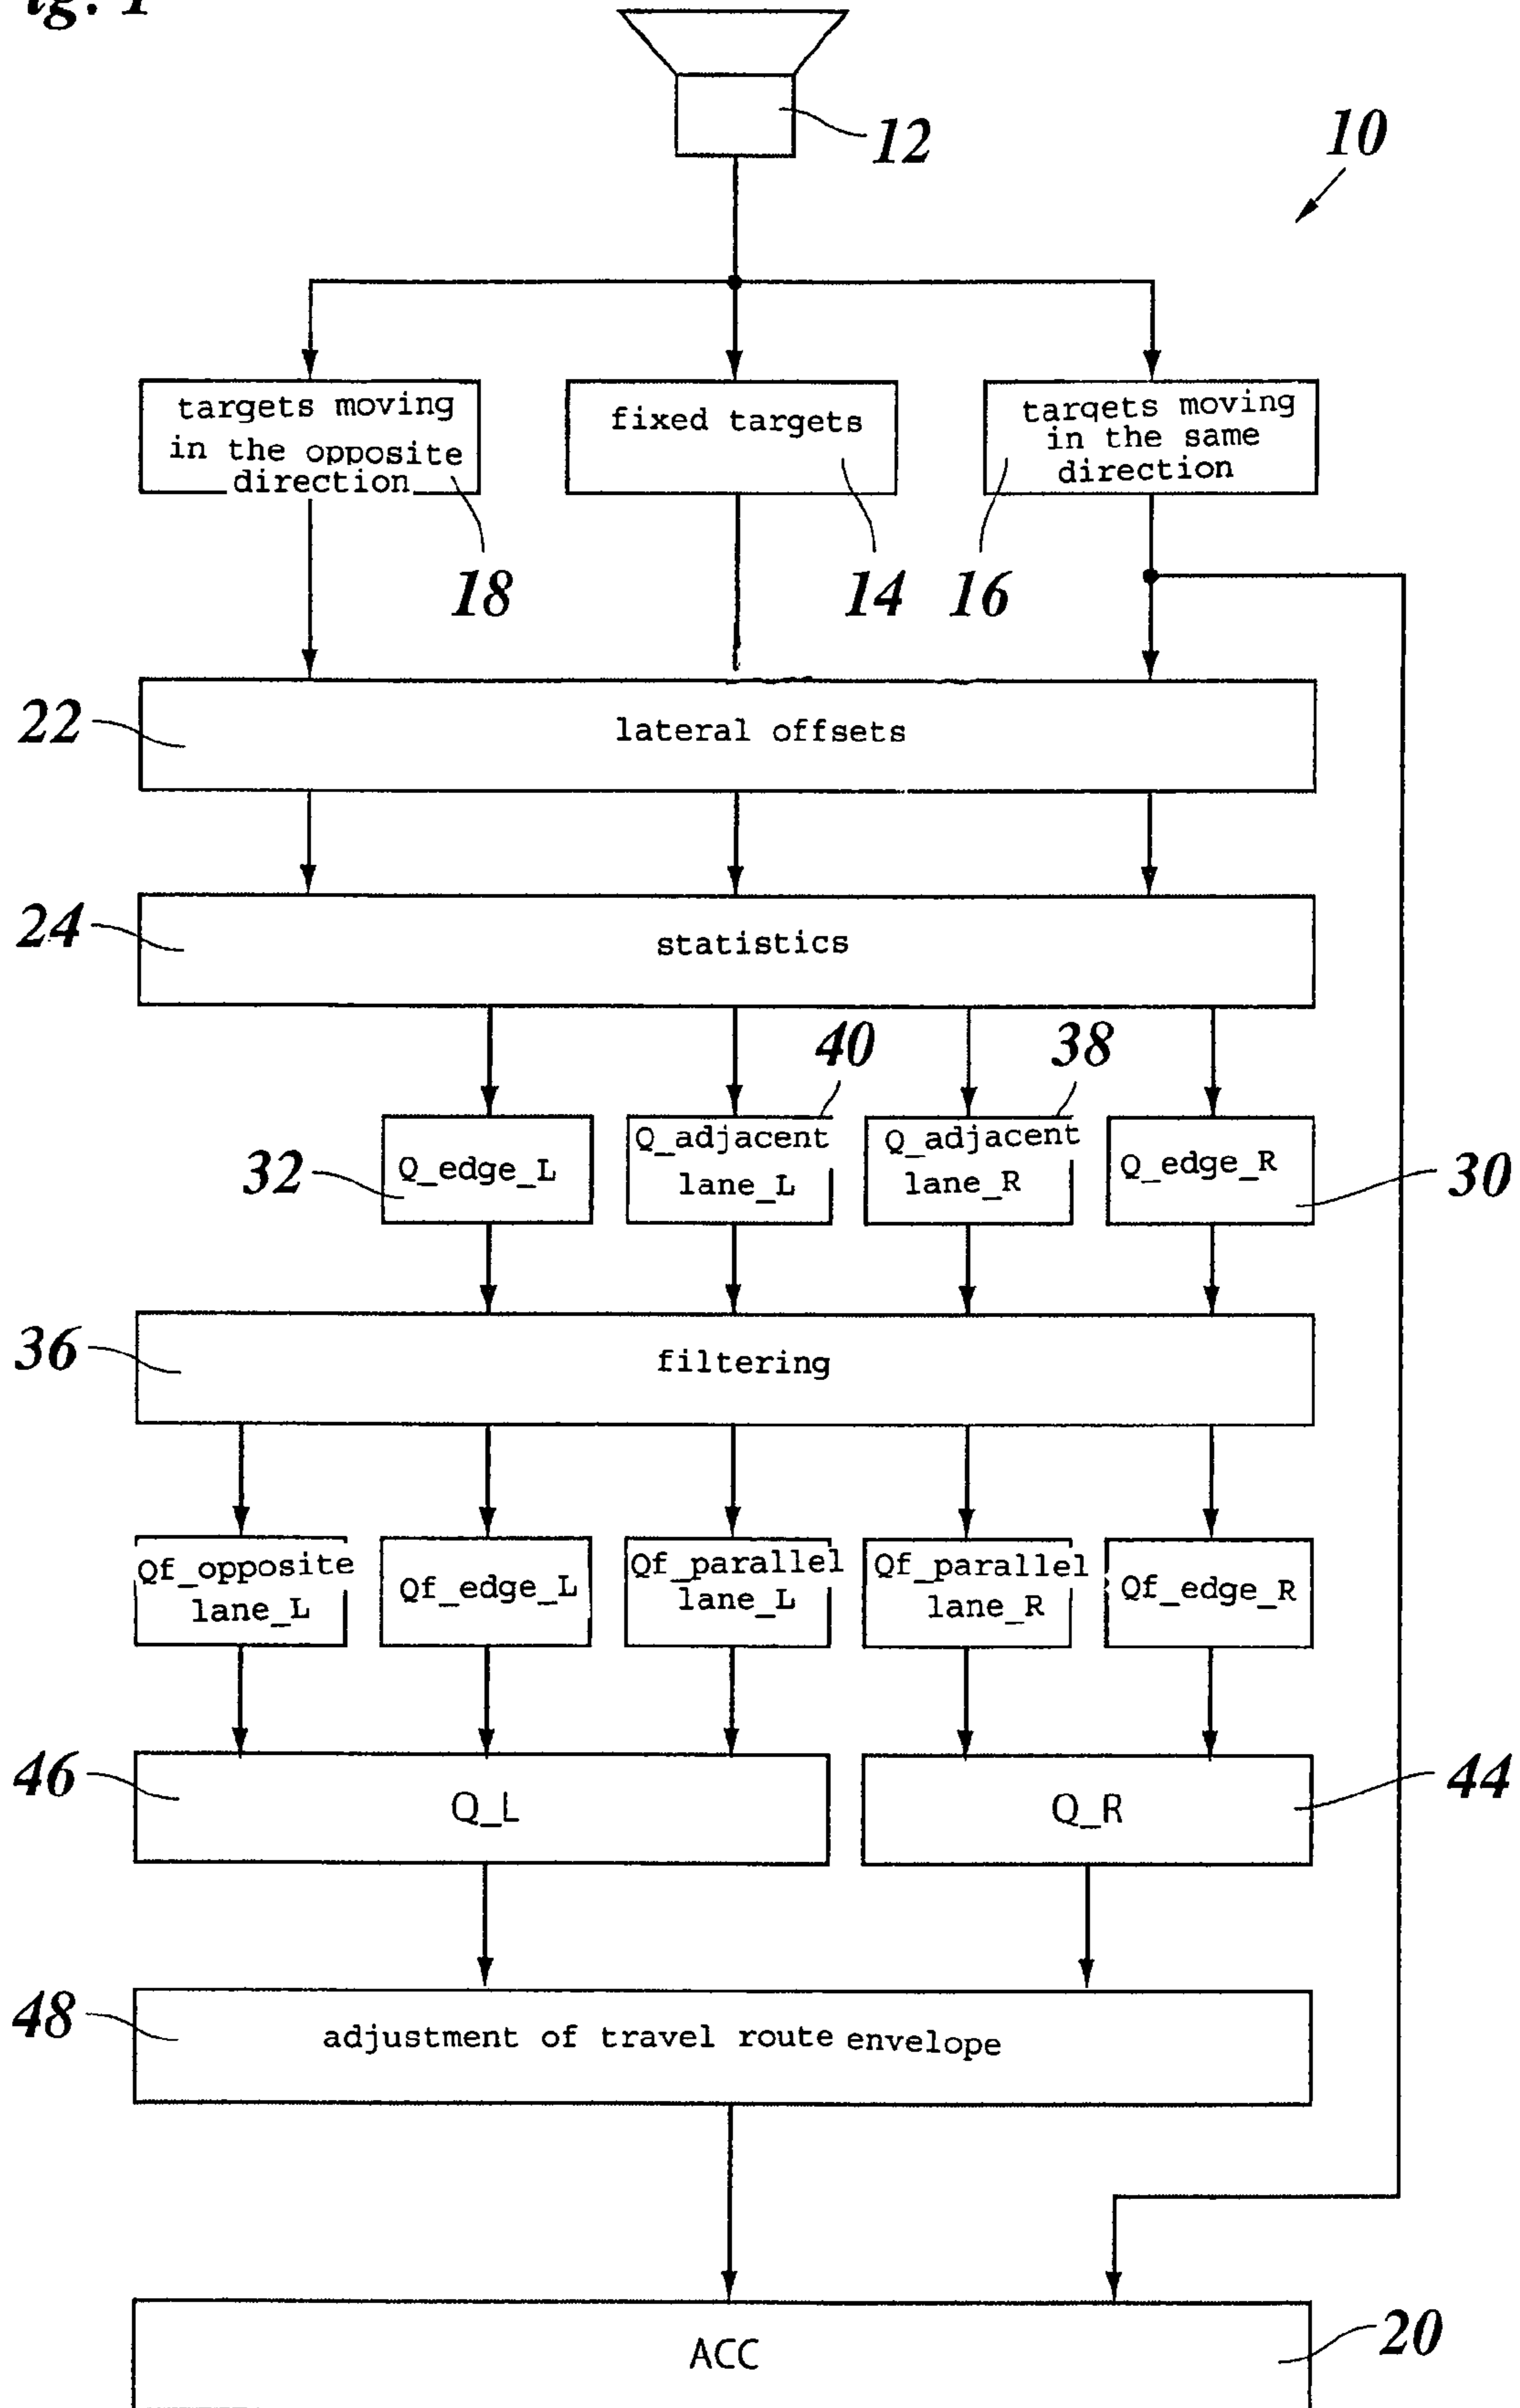 12
10
targets moving
in the opposite
direction
fixed targets
targets moving
in the same
direction
18
14
16
22
lateral offsets
24
statistics
40
38
32
Q_edge_L
Q_adjacent
lane_L
Q_adjacent
lane_R
Q_edge_R
30
36
filtering
Qf_opposite
lane_L
Qf_edge_L
Qf_parallel
lane_L
Qf_parallel
lane_R
Qf_edge_R
46
Q_L
Q_R
44
48
adjustment of travel route envelope
ACC
20